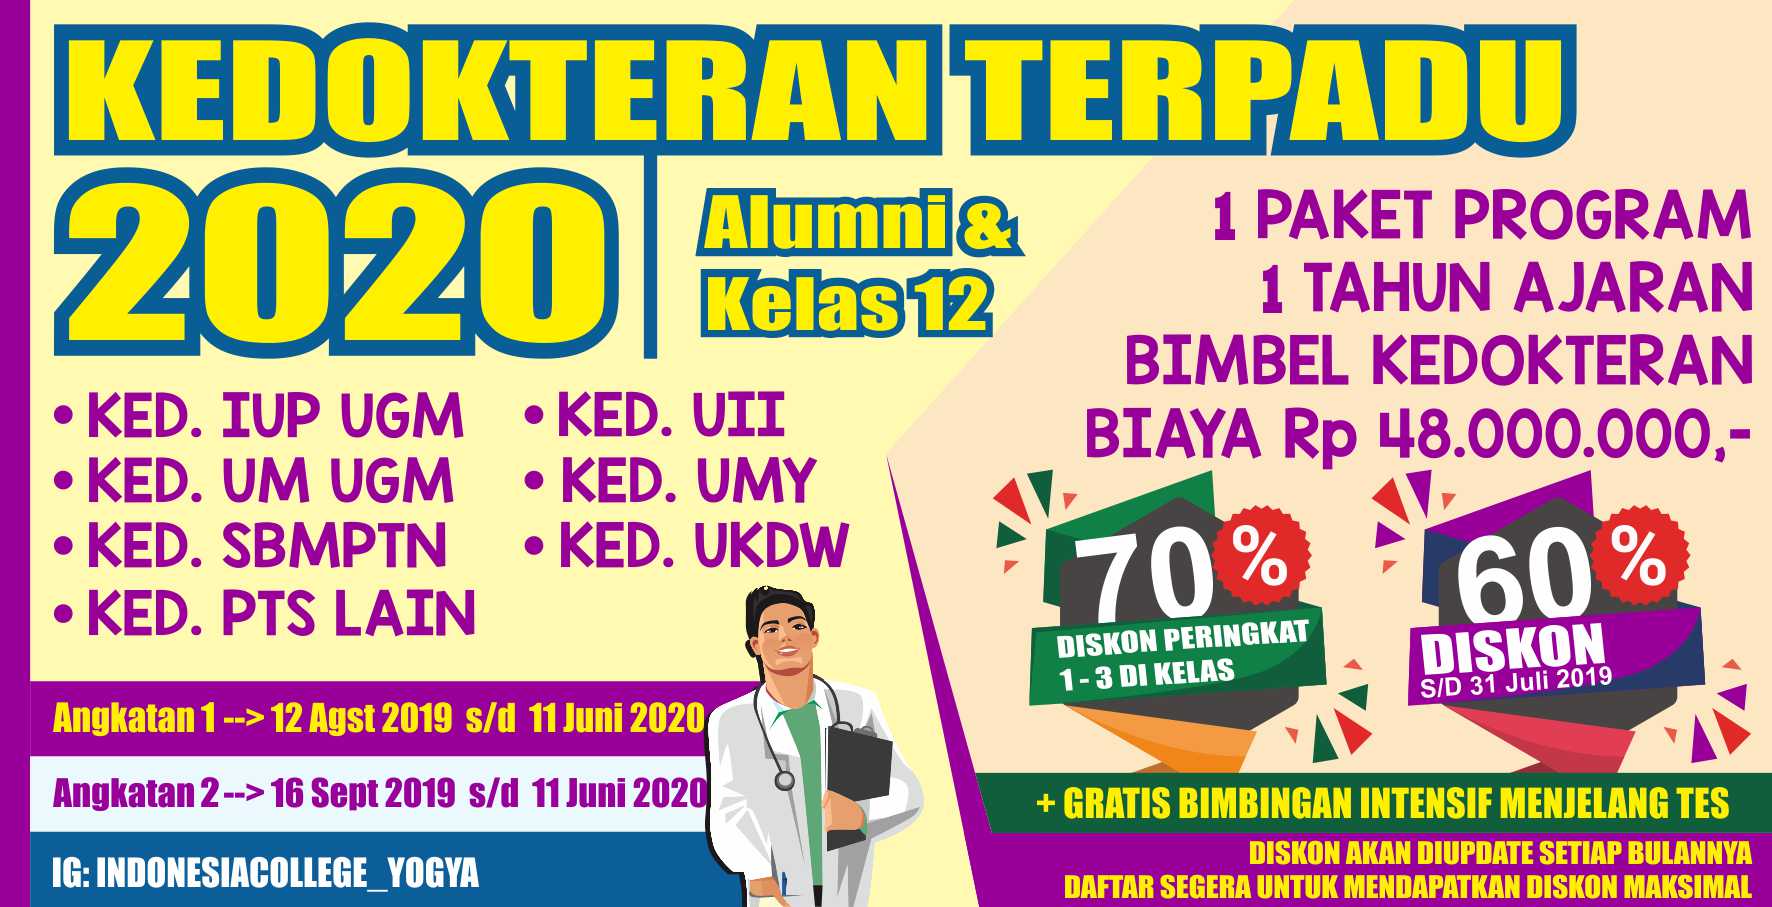 KEDOKTERAN TERPADU
2020
Alumni &
Kelas 12
• KED. IUP UGM
• KED. UM UGM
• KED. SBMPTN
• KED. PTS LAIN
• KED. UII
• KED. UMY
• KED. UKDW
Angkatan 1 --> 12 Agst 2019 s/d 11 Juni 2020
Angkatan 2 --> 16 Sept 2019 s/d 11 Juni 2020
IG: INDONESIACOLLEGE_YOGYA
1 PAKET PROGRAM
1 TAHUN AJARAN
BIMBEL KEDOKTERAN
BIAYA Rp 48.000.000,-
70%
DISKON PERINGKAT
1 - 3 DI KELAS
60%
DISKON
S/D 31 Juli 2019
+ GRATIS BIMBINGAN INTENSIF MENJELANG TES
DISKON AKAN DIUPDATE SETIAP BULANNYA
DAFTAR SEGERA UNTUK MENDAPATKAN DISKON MAKSIMAL